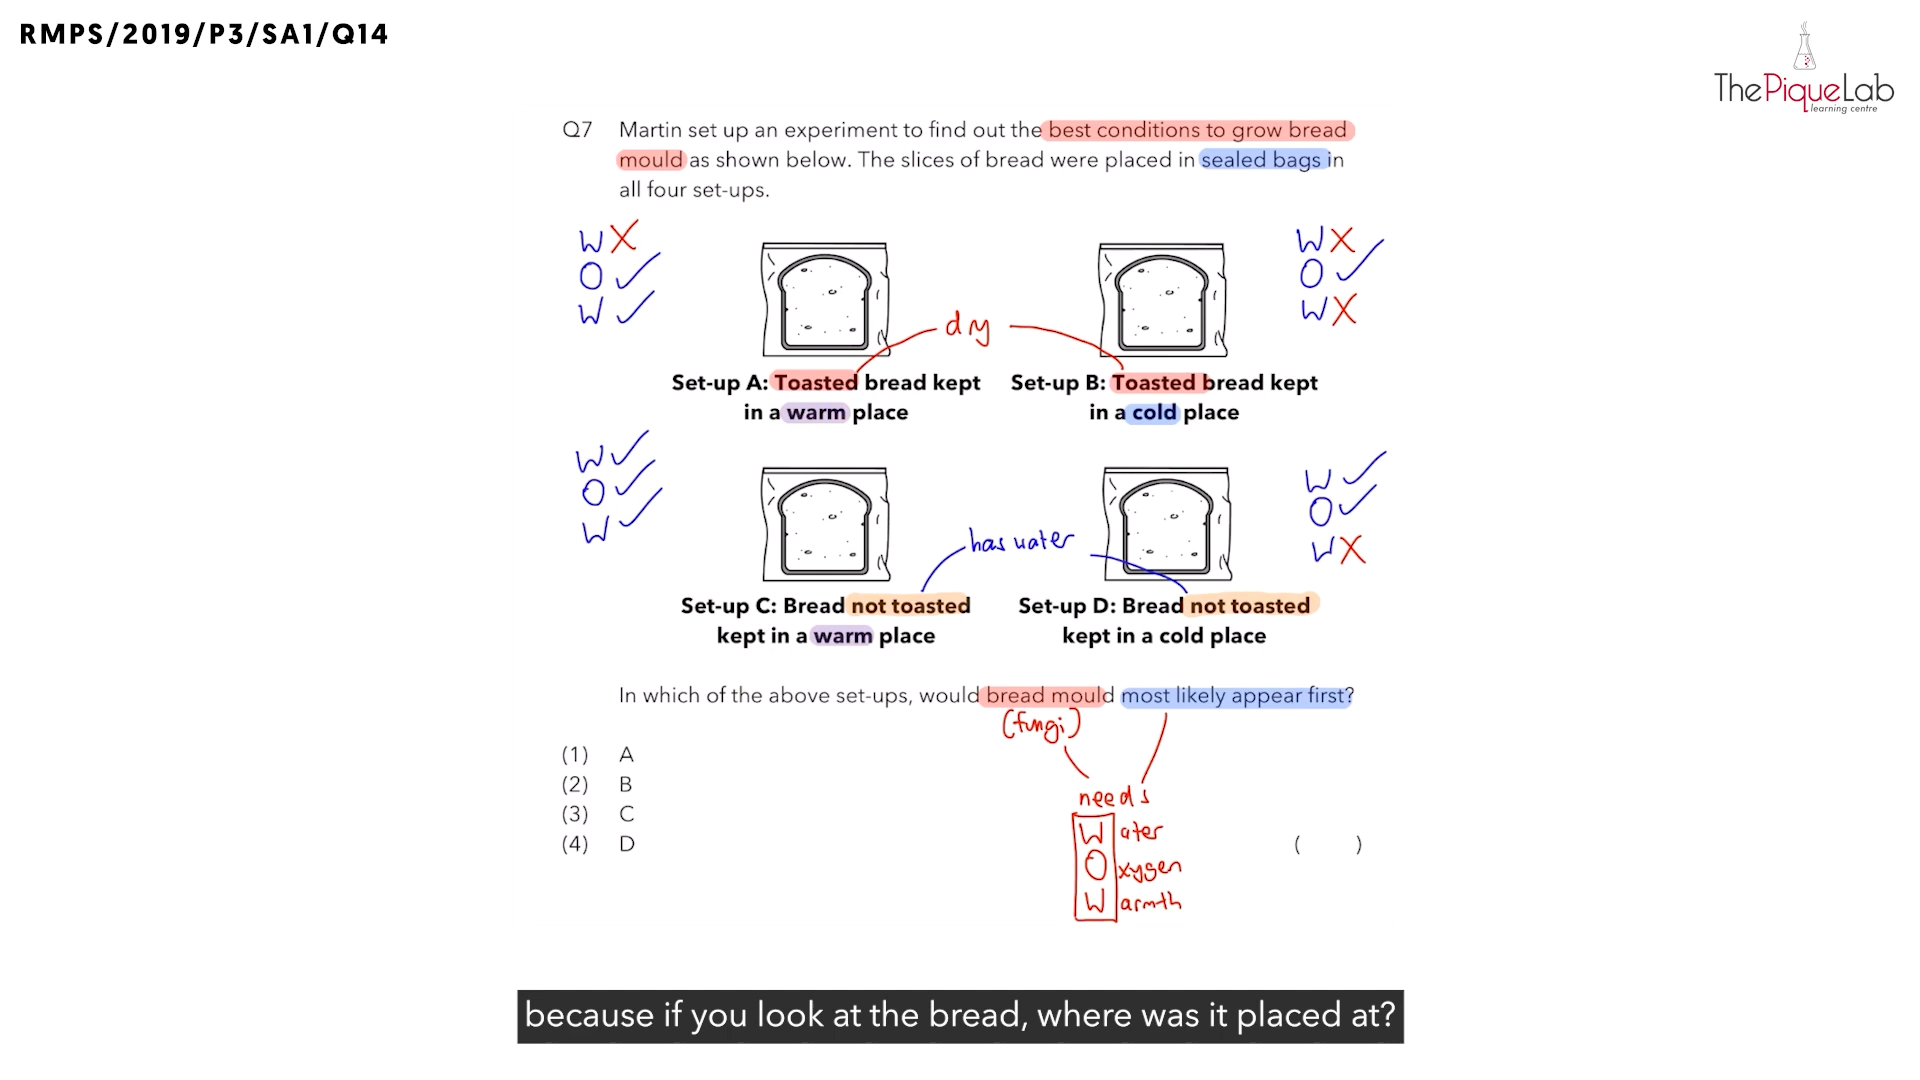 RMPS/2019/P3/SA1/Q14
ThePiqueLab
learning centre
Q7 Martin set up an experiment to find out the best conditions to grow bread
mould as shown below. The slices of bread were placed in sealed bags in
all four set-ups.
W X
O ✓
W ✓
W X
O ✓
W X
dry
Set-up A: Toasted bread kept
in a warm place
Set-up B: Toasted bread kept
in a cold place
W ✓
O ✓
W ✓
W ✓
O ✓
W X
has water
Set-up C: Bread not toasted
kept in a warm place
Set-up D: Bread not toasted
kept in a cold place
In which of the above set-ups, would bread mould most likely appear first?
(fungi)
(1) A
(2) B
(3) C
(4) D
( )
needs
Water
Oxygen
Warmth
because if you look at the bread, where was it placed at?